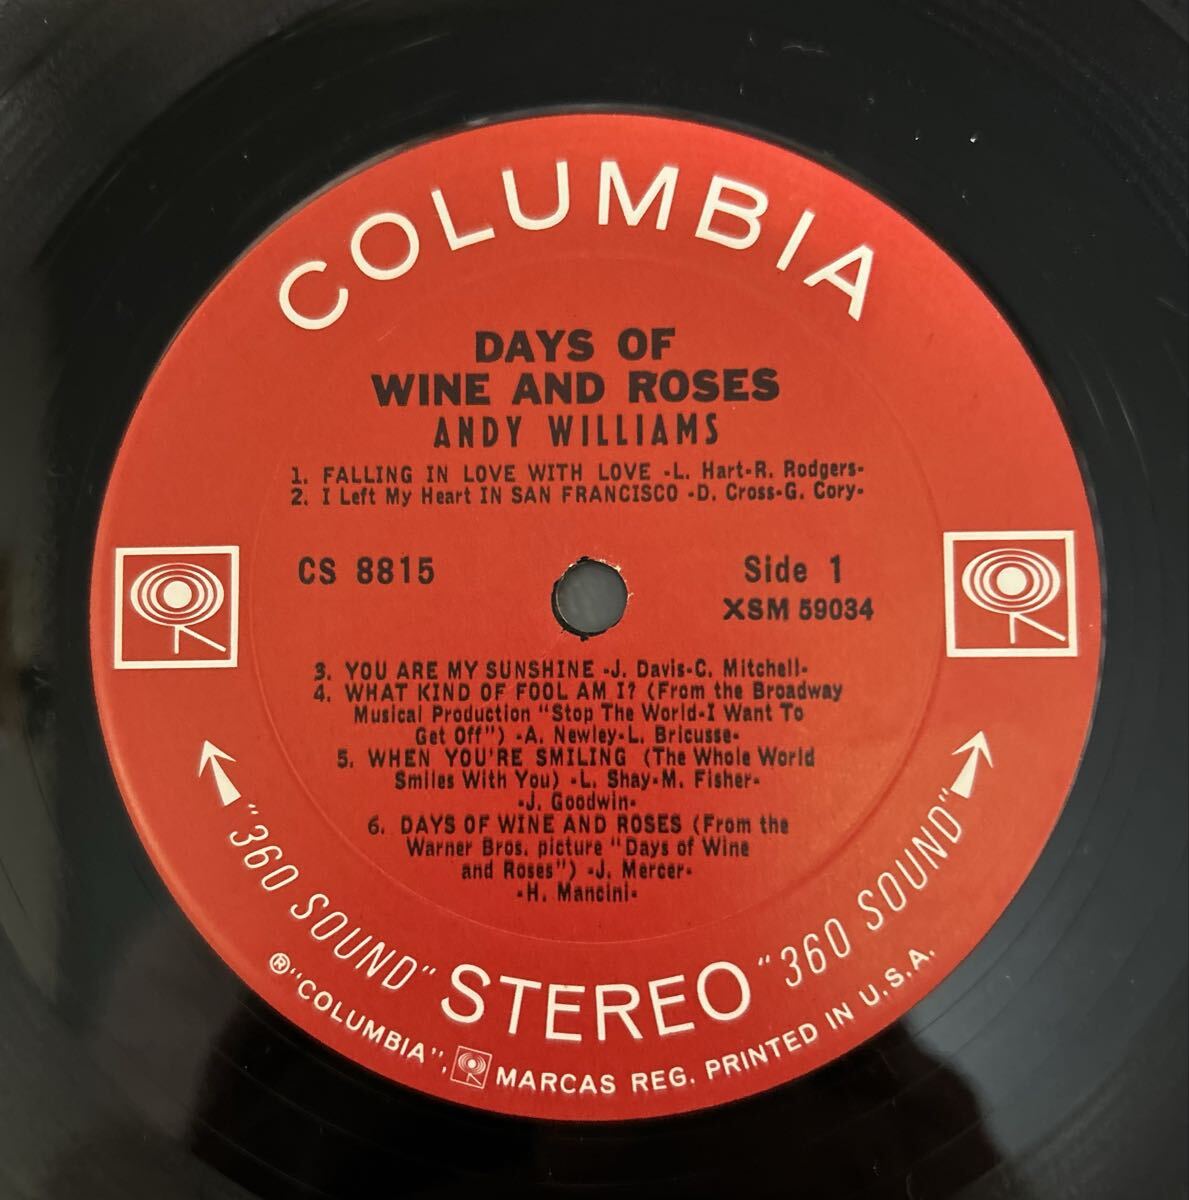 COLUMBIA
DAYS OF
WINE AND ROSES
ANDY WILLIAMS
1. FALLING IN LOVE WITH LOVE -L. Hart-R. Rodgers-
2. I Left My Heart IN SAN FRANCISCO -D. Cross-G. Cory-
CS 8815
Side 1
XSM 59034
3. YOU ARE MY SUNSHINE -J. Davis-C. Mitchell-
4. WHAT KIND OF FOOL AM I? (From the Broadway
Musical Production "Stop The World-I Want To
Get Off") -A. Newley-L. Bricusse-
5. WHEN YOU'RE SMILING (The Whole World
Smiles With You) -L. Shay-M. Fisher-
-J. Goodwin-
6. DAYS OF WINE AND ROSES (From the
Warner Bros. picture "Days of Wine
and Roses") -J. Mercer-
-H. Mancini-
"360 SOUND" STEREO "360 SOUND"
®"COLUMBIA", MARCAS REG. PRINTED IN U.S.A.